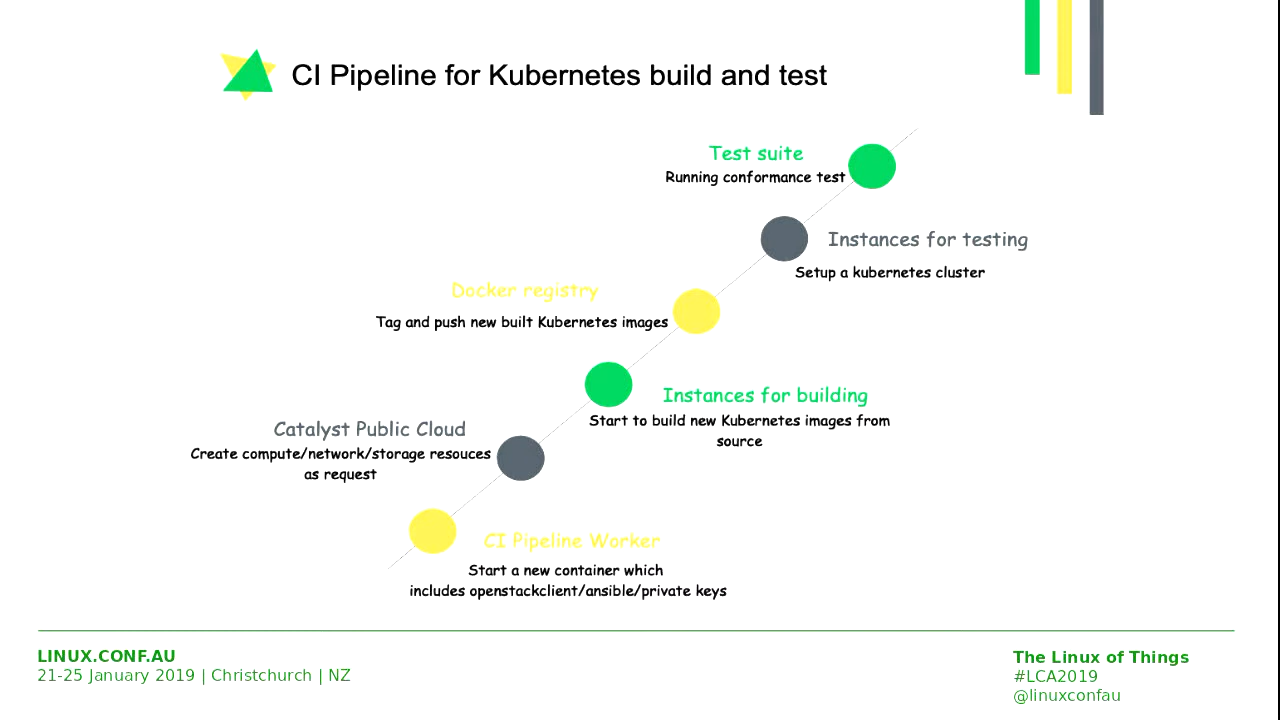 CI Pipeline for Kubernetes build and test
Test suite
Running conformance test
Instances for testing
Setup a kubernetes cluster
Docker registry
Tag and push new built Kubernetes images
Instances for building
Start to build new Kubernetes images from
source
Catalyst Public Cloud
Create compute/network/storage resouces
as request
CI Pipeline Worker
Start a new container which
includes openstackclient/ansible/private keys
LINUX.CONF.AU
21-25 January 2019 | Christchurch | NZ
The Linux of Things
#LCA2019
@linuxconfau